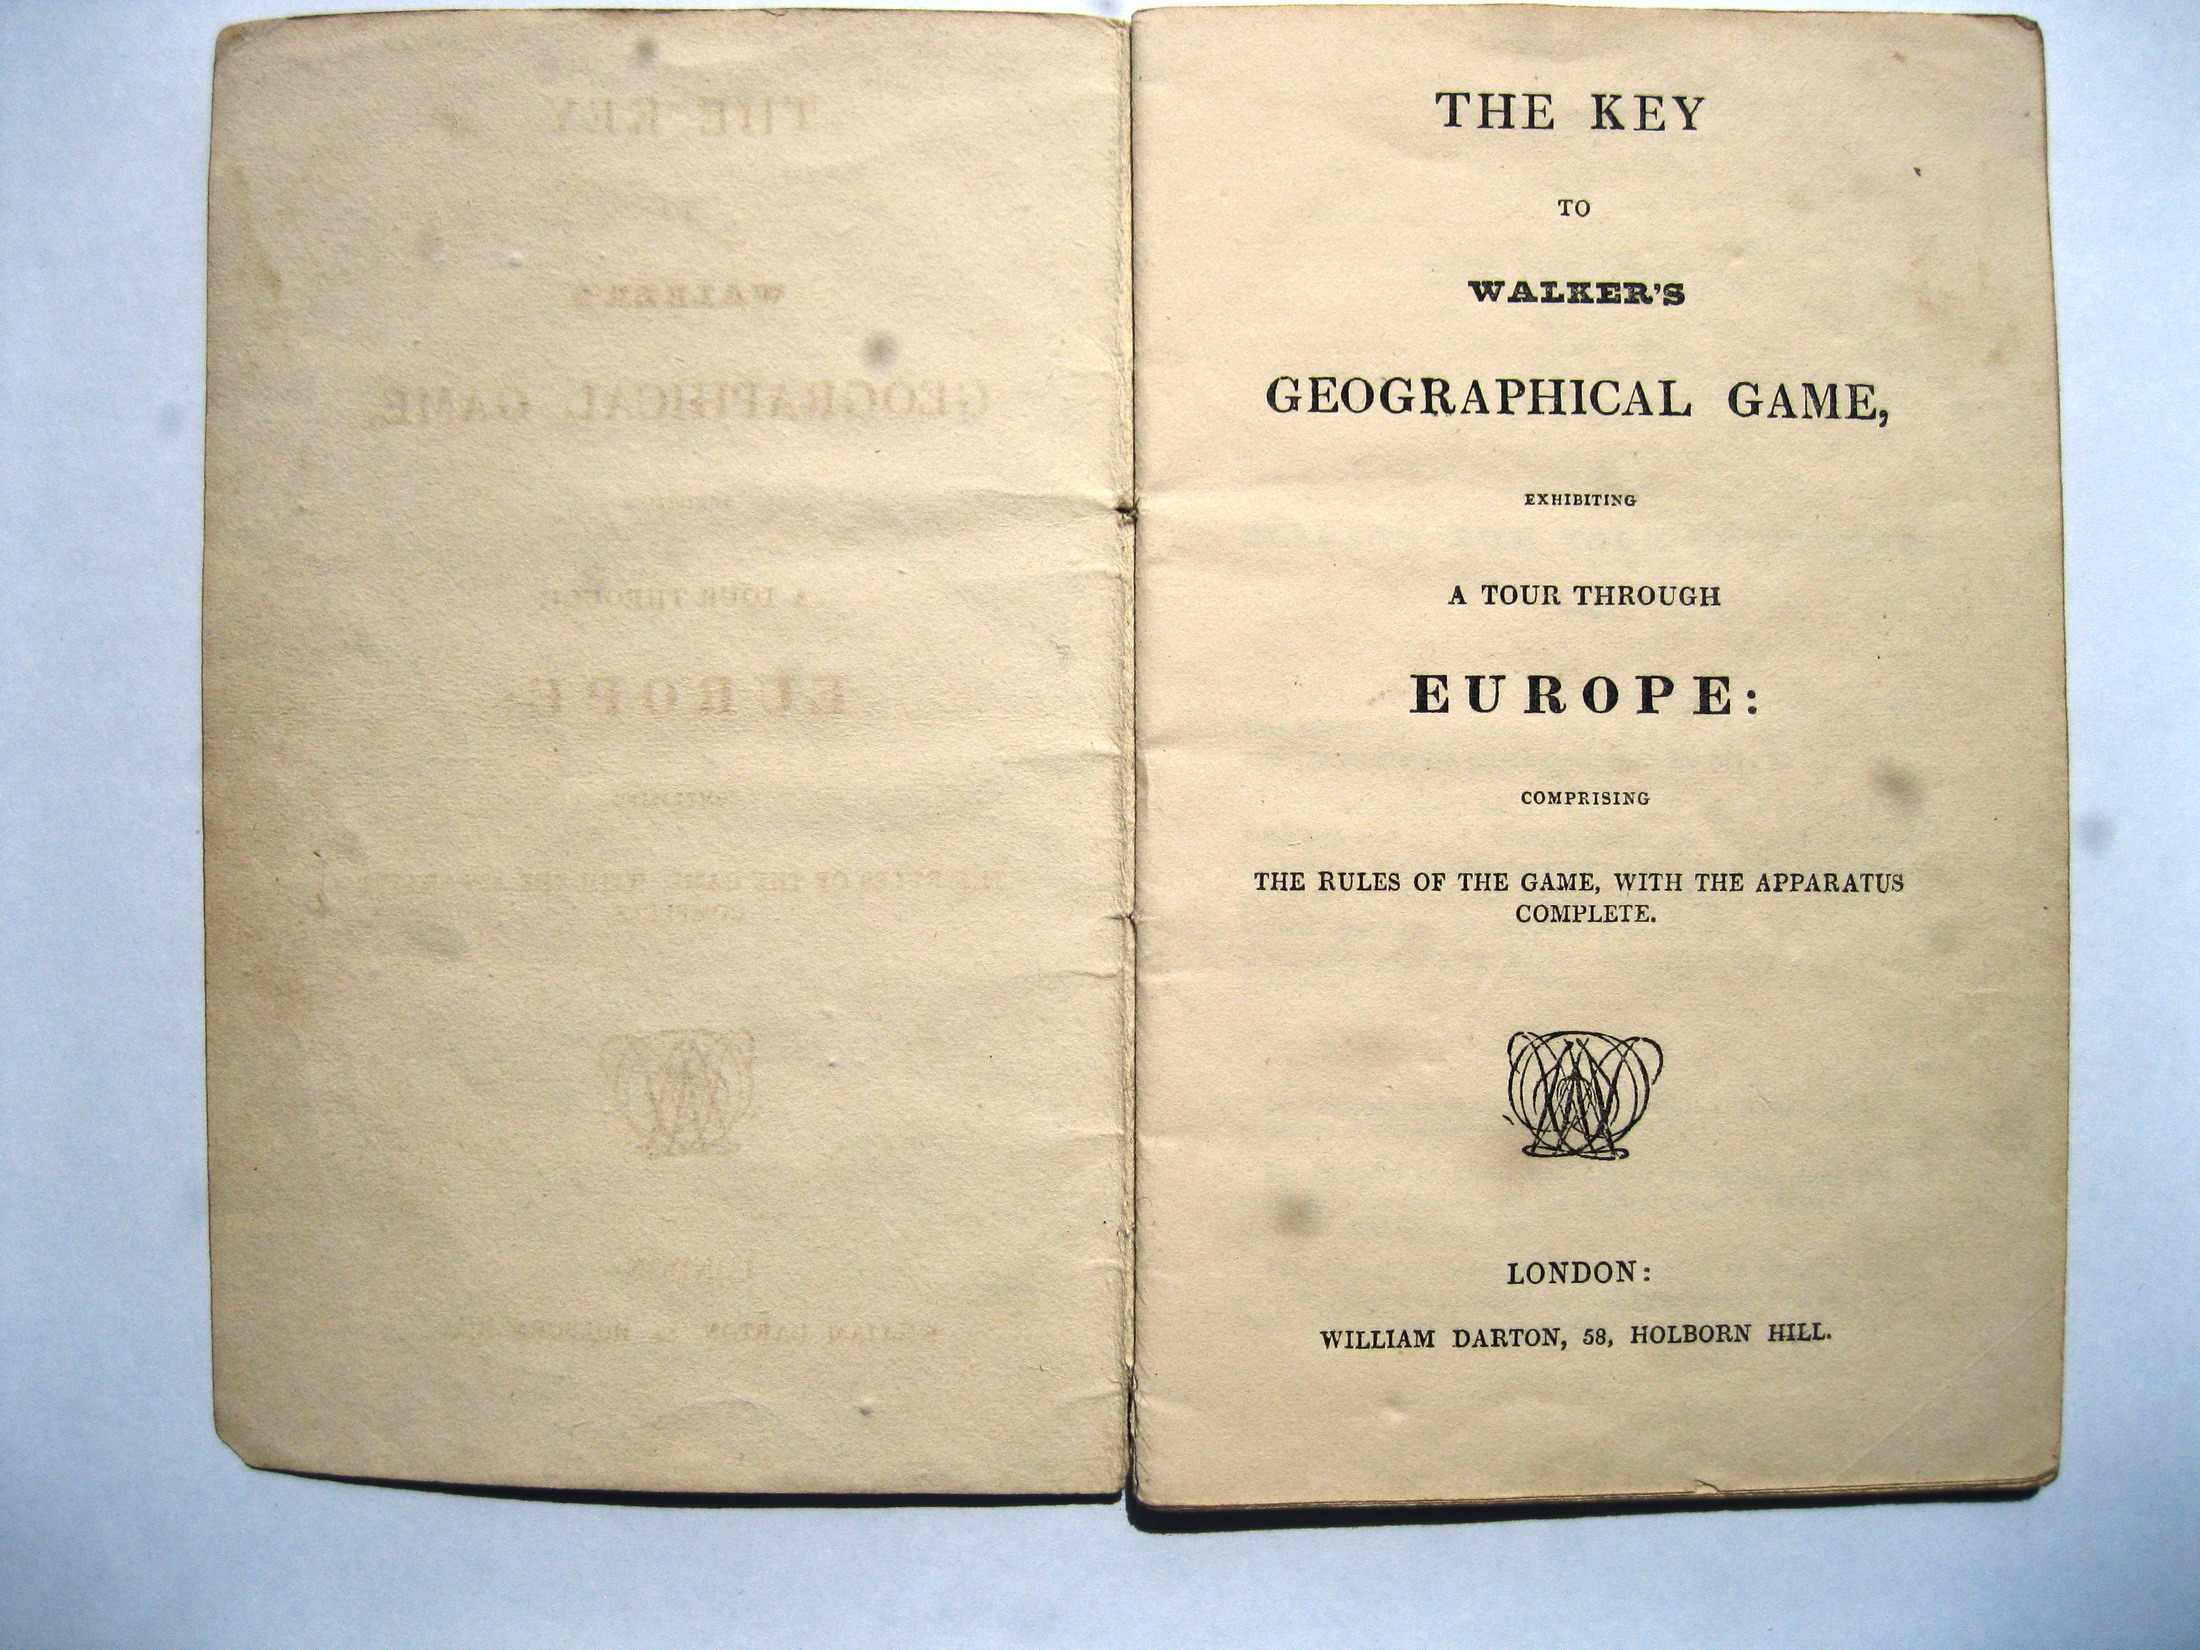 THE KEY
TO
WALKER'S
GEOGRAPHICAL GAME,
EXHIBITING
A TOUR THROUGH
EUROPE:
COMPRISING
THE RULES OF THE GAME, WITH THE APPARATUS
COMPLETE.
LONDON:
WILLIAM DARTON, 58, HOLBORN HILL.